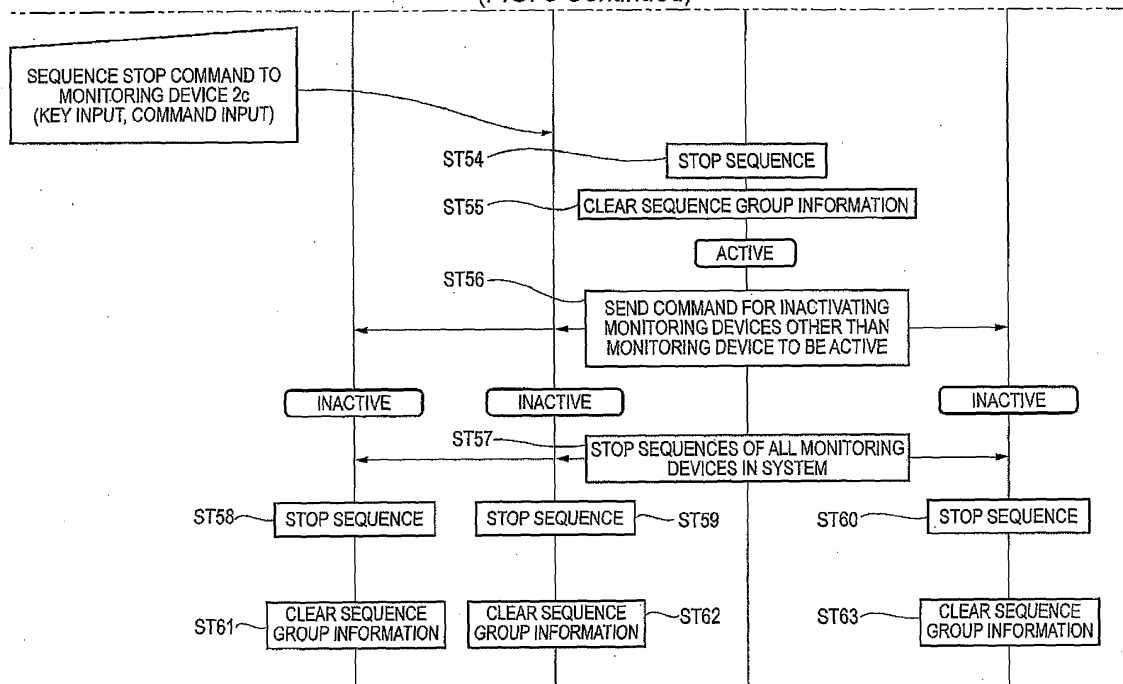 (FIG. 9 Continued)
SEQUENCE STOP COMMAND TO
MONITORING DEVICE 2c
(KEY INPUT, COMMAND INPUT)
ST54
STOP SEQUENCE
ST55
CLEAR SEQUENCE GROUP INFORMATION
ACTIVE
ST56
SEND COMMAND FOR INACTIVATING
MONITORING DEVICES OTHER THAN
MONITORING DEVICE TO BE ACTIVE
INACTIVE
INACTIVE
INACTIVE
ST57
STOP SEQUENCES OF ALL MONITORING
DEVICES IN SYSTEM
ST58
STOP SEQUENCE
STOP SEQUENCE
ST59
ST60
STOP SEQUENCE
ST61
CLEAR SEQUENCE
GROUP INFORMATION
CLEAR SEQUENCE
GROUP INFORMATION
ST62
ST63
CLEAR SEQUENCE
GROUP INFORMATION